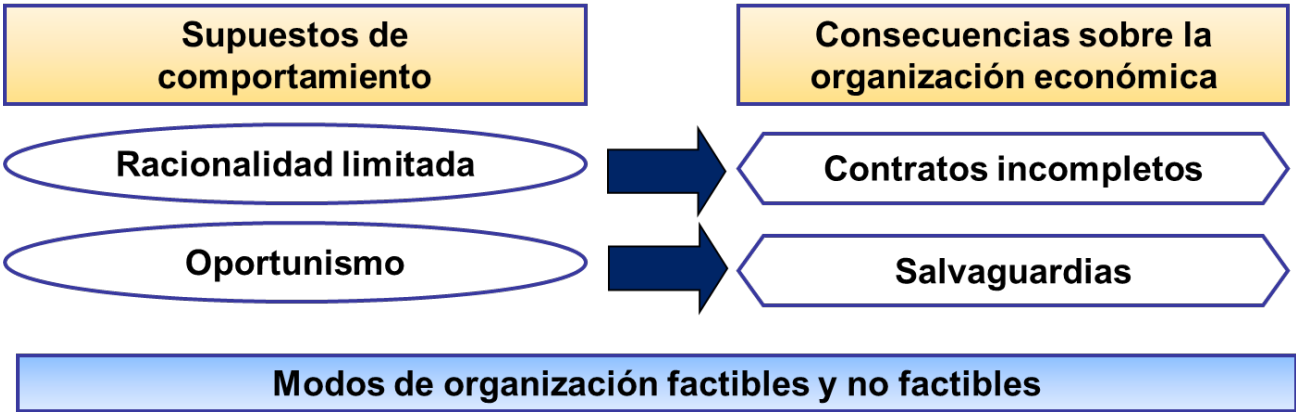 Supuestos de
comportamiento
Consecuencias sobre la
organización económica
Racionalidad limitada
Contratos incompletos
Oportunismo
Salvaguardias
Modos de organización factibles y no factibles